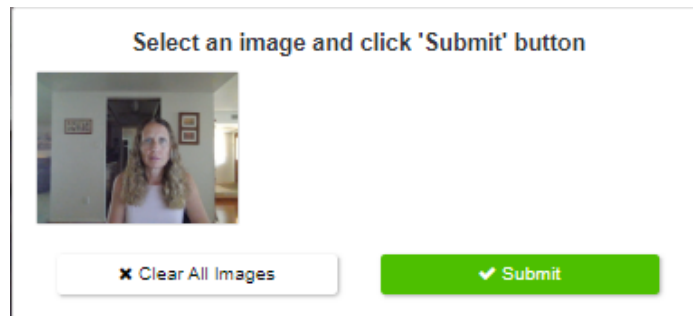 Select an image and click 'Submit' button
✖ Clear All Images
✔ Submit